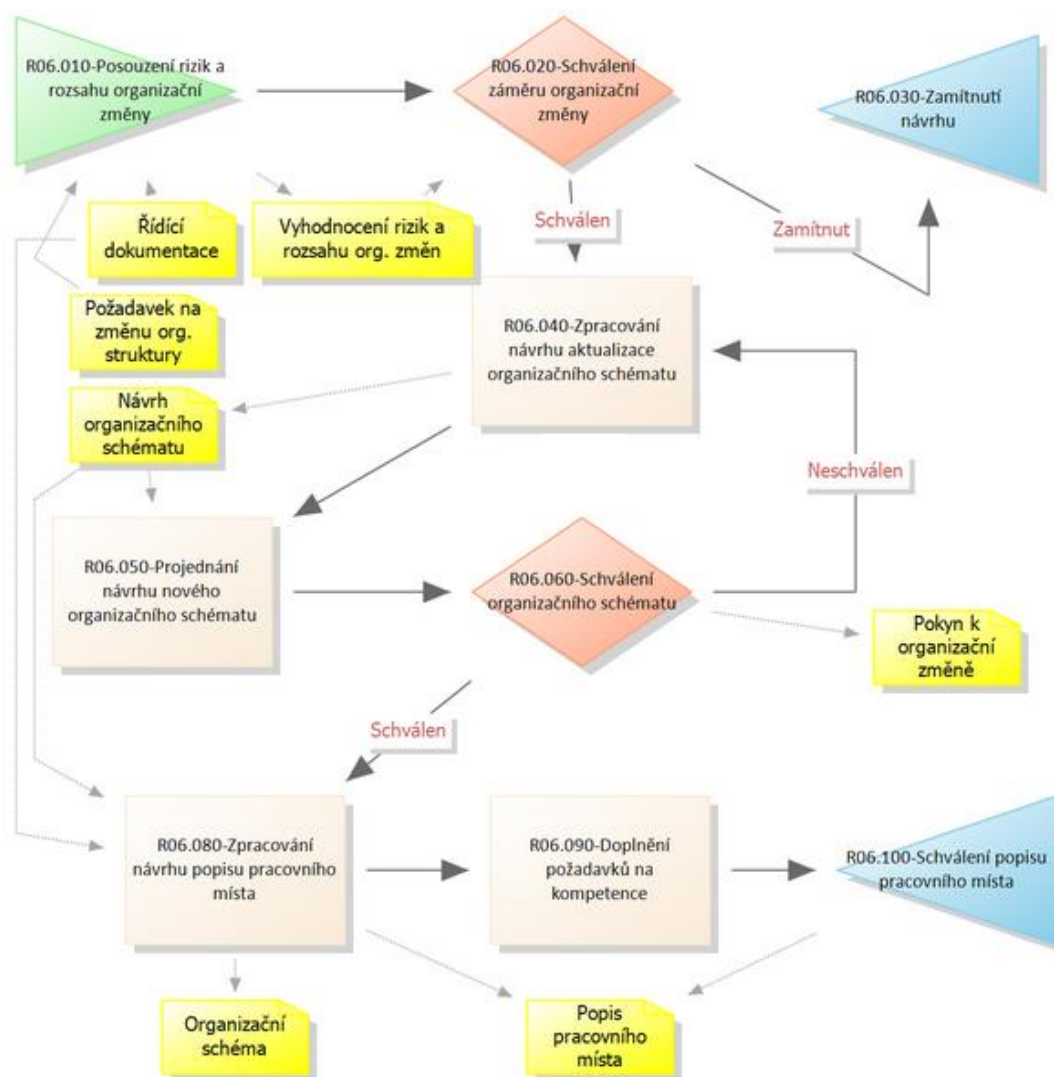 R06.010-Posouzení rizik a
rozsahu organizační
změny
R06.020-Schválení
záměru organizační
změny
R06.030-Zamítnutí
návrhu
Schválen
Zamítnut
Řídící
dokumentace
Vyhodnocení rizik a
rozsahu org. změn
Požadavek na
změnu org.
struktury
R06.040-Zpracování
návrhu aktualizace
organizačního schématu
Návrh
organizačního
schématu
Neschválen
R06.050-Projednání
návrhu nového
organizačního schématu
R06.060-Schválení
organizačního schématu
Pokyn k
organizační
změně
Schválen
R06.080-Zpracování
návrhu popisu pracovního
místa
R06.090-Doplnění
požadavků na
kompetence
R06.100-Schválení popisu
pracovního místa
Organizační
schéma
Popis
pracovního
místa